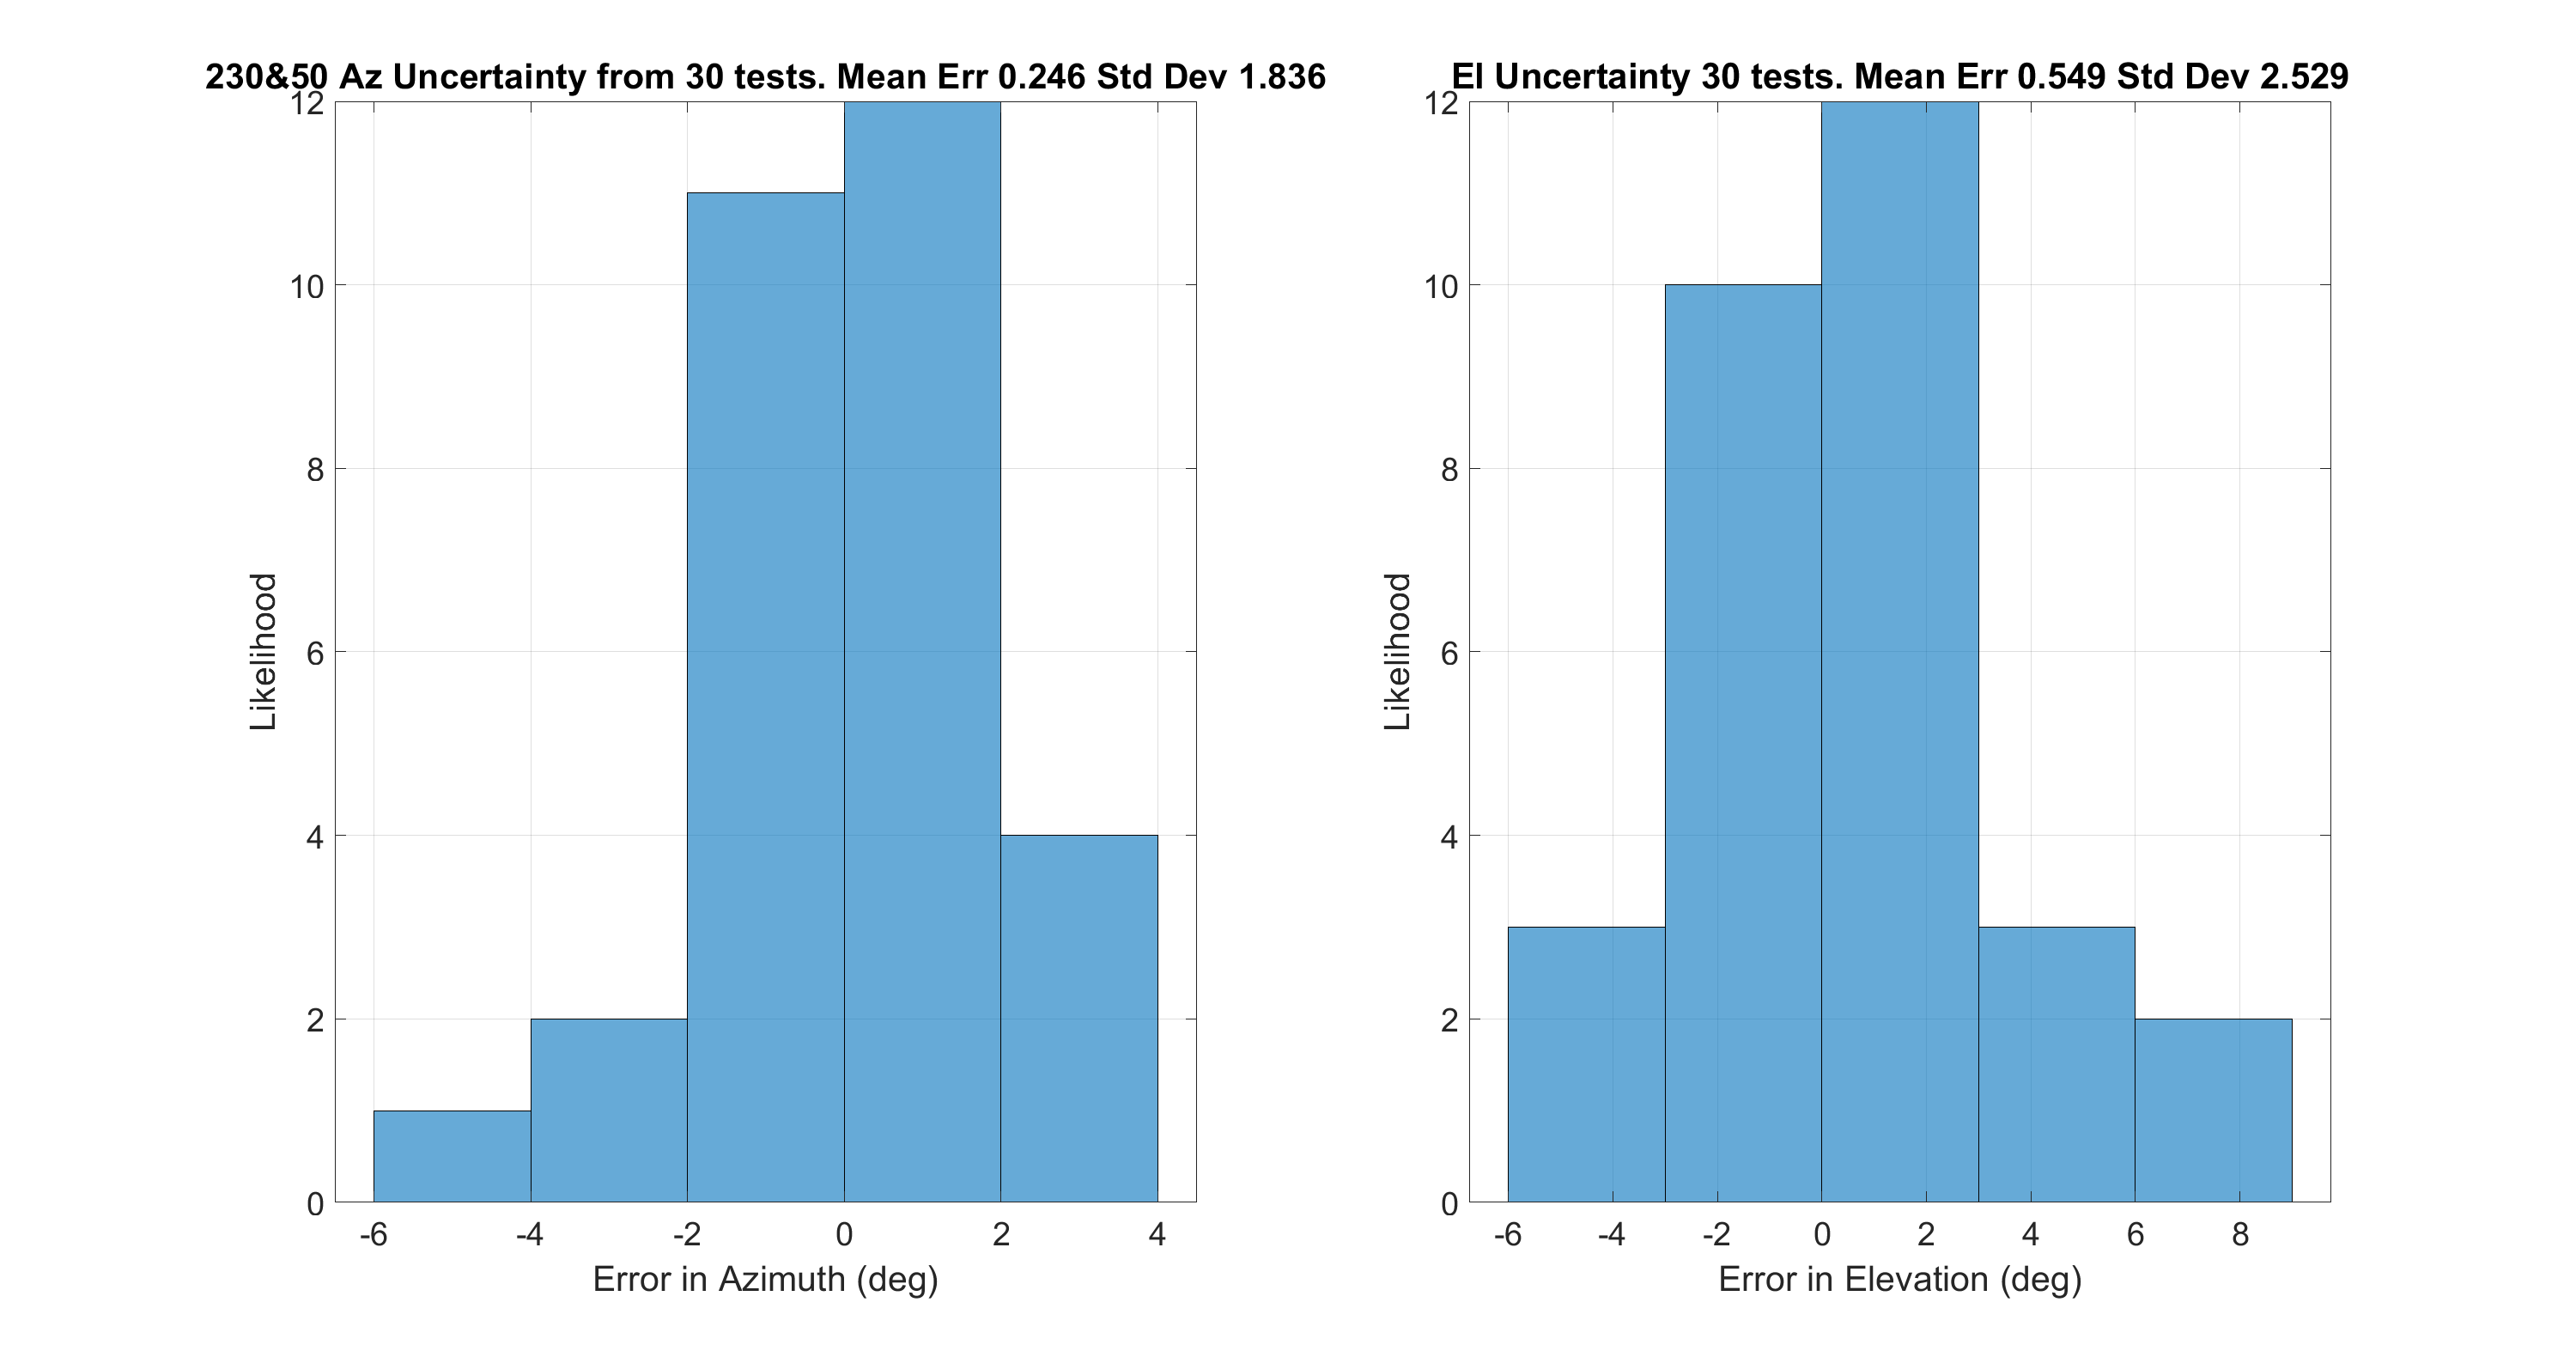 230&50 Az Uncertainty from 30 tests. Mean Err 0.246 Std Dev 1.836
12
10
8
6
4
2
0
Likelihood
-6 -4 -2 0 2 4
Error in Azimuth (deg)
El Uncertainty 30 tests. Mean Err 0.549 Std Dev 2.529
12
10
8
6
4
2
0
Likelihood
-6 -4 -2 0 2 4 6 8
Error in Elevation (deg)